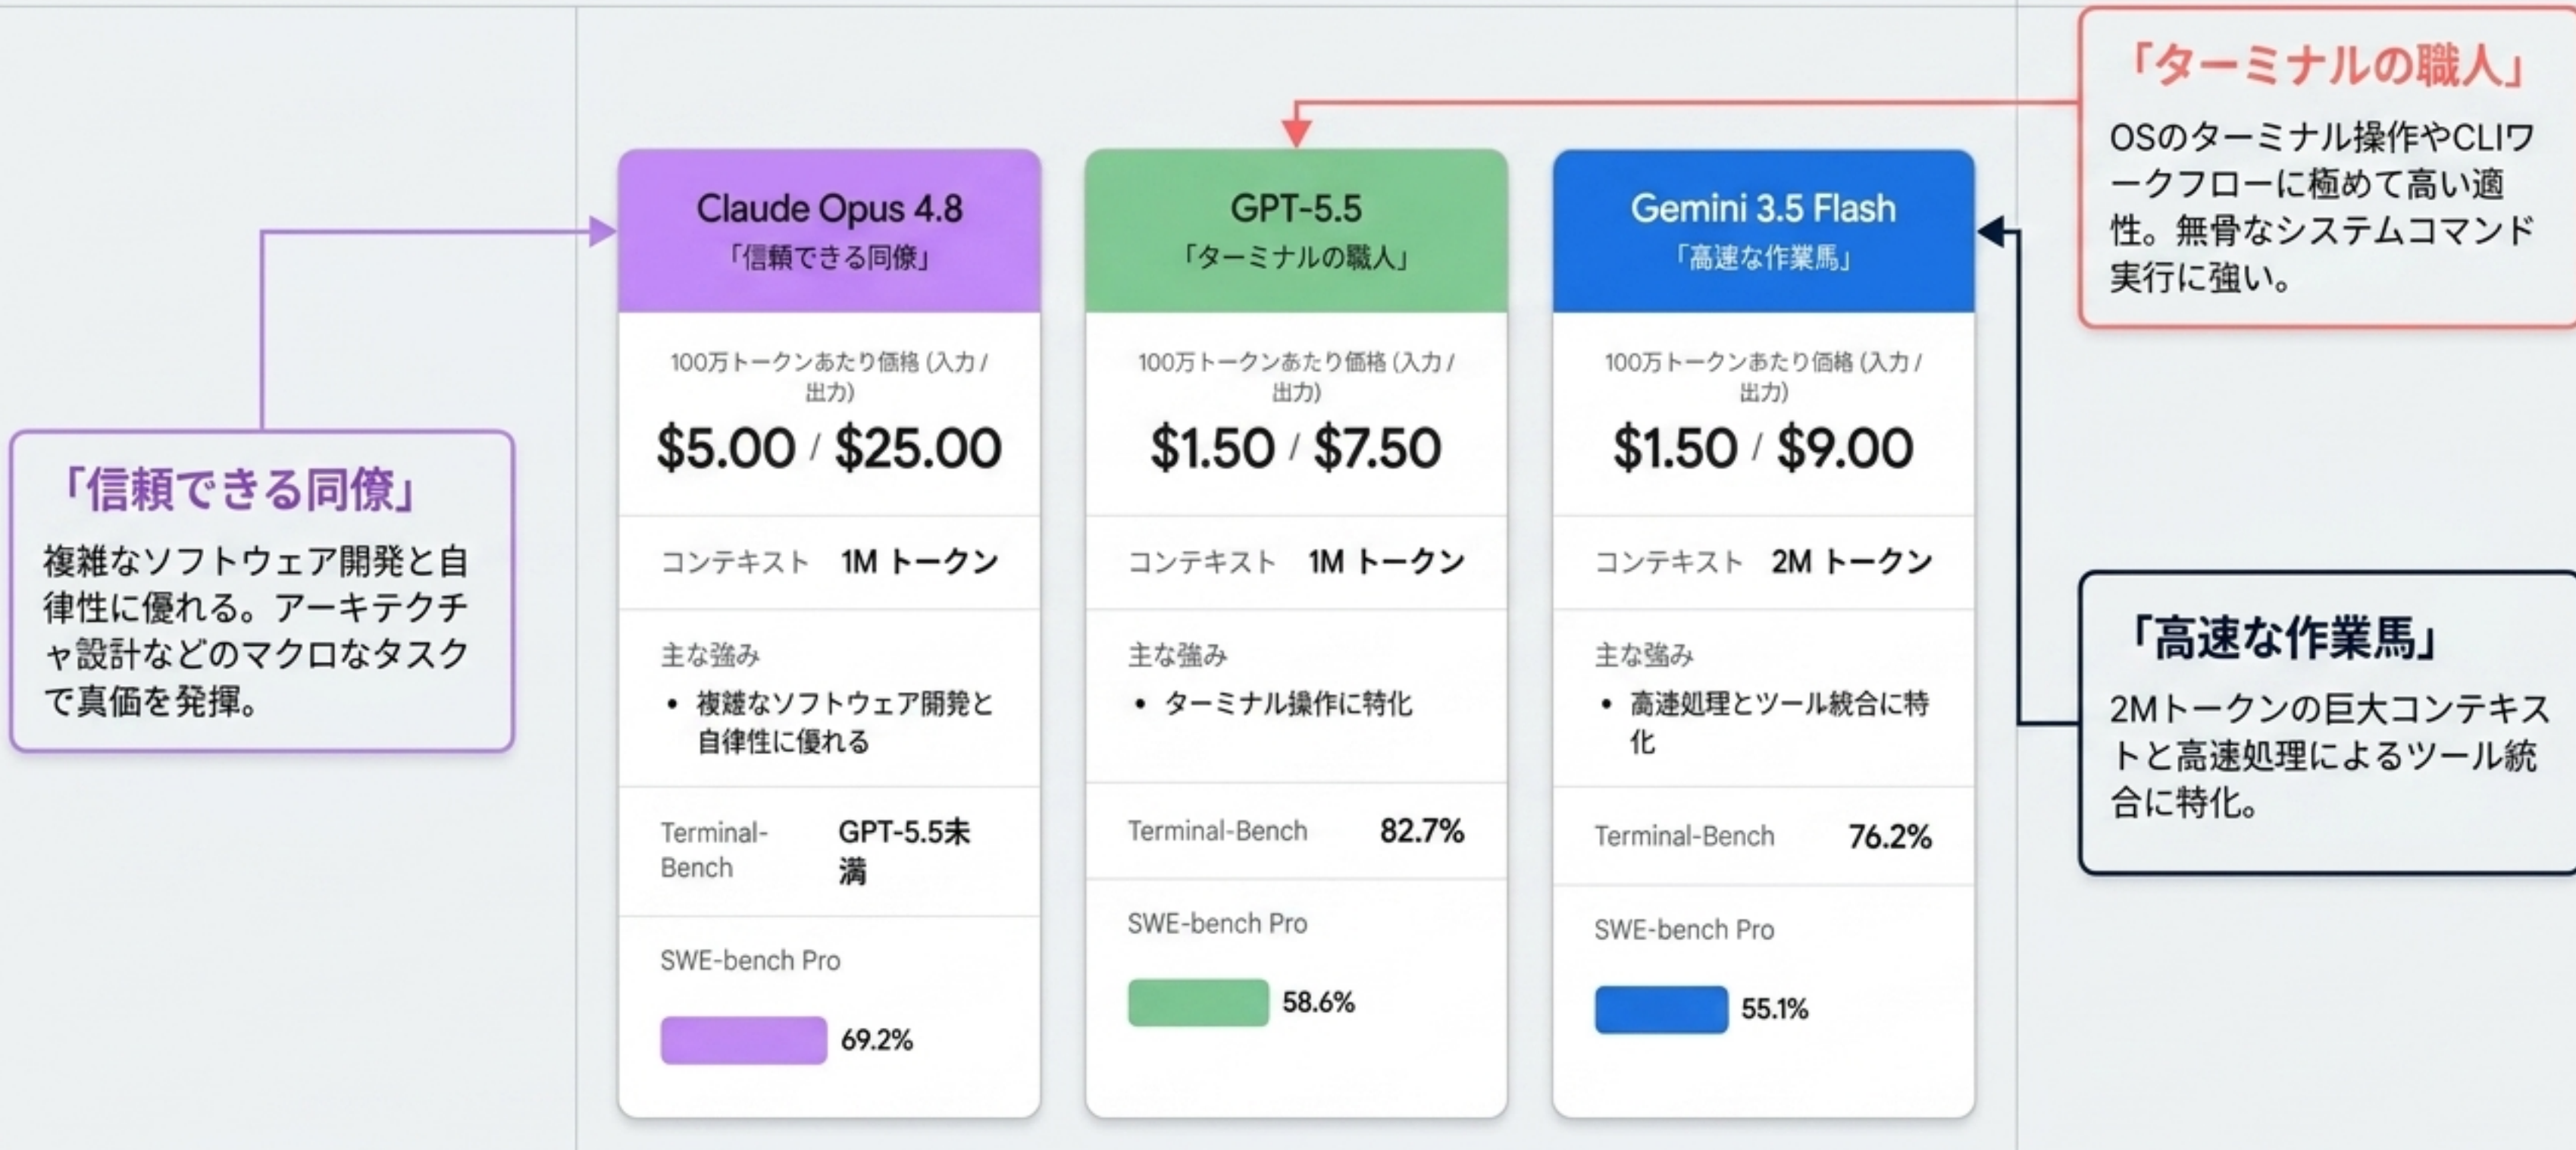 「信頼できる同僚」
複雑なソフトウェア開発と自
律性に優れる。アーキテクチ
ャ設計などのマクロなタスク
で真価を発揮。
Claude Opus 4.8
「信頼できる同僚」
100万トークンあたり価格 (入力 /
出力)
$5.00 / $25.00
コンテキスト 1M トークン
主な強み
• 複雑なソフトウェア開発と
自律性に優れる
Terminal-
Bench
GPT-5.5未
満
SWE-bench Pro
69.2%
GPT-5.5
「ターミナルの職人」
100万トークンあたり価格 (入力 /
出力)
$1.50 / $7.50
コンテキスト 1M トークン
主な強み
• ターミナル操作に特化
Terminal-Bench 82.7%
SWE-bench Pro
58.6%
Gemini 3.5 Flash
「高速な作業馬」
100万トークンあたり価格 (入力 /
出力)
$1.50 / $9.00
コンテキスト 2M トークン
主な強み
• 高速処理とツール統合に特
化
Terminal-Bench 76.2%
SWE-bench Pro
55.1%
「ターミナルの職人」
OSのターミナル操作やCLIワ
ークフローに極めて高い適
性。無骨なシステムコマンド
実行に強い。
「高速な作業馬」
2Mトークンの巨大コンテキス
トと高速処理によるツール統
合に特化。